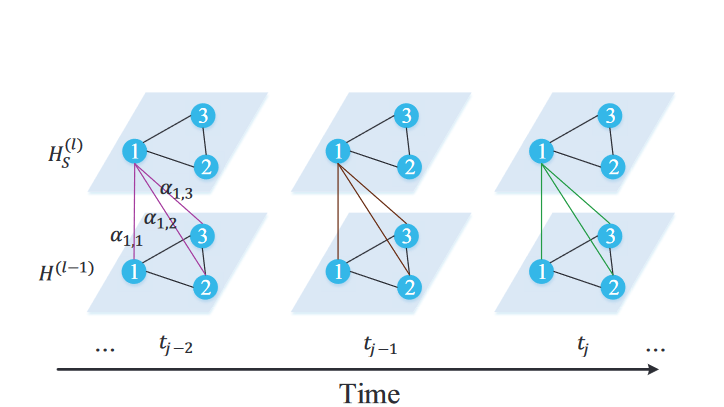 3 3 3
H_S^{(l)} 1 1 1
2 2 2
α_{1,3}
α_{1,2}
α_{1,1} 3 3 3
H^{(l-1)} 1 1 1
2 2 2
... t_{j-2} t_{j-1} t_j ...
Time